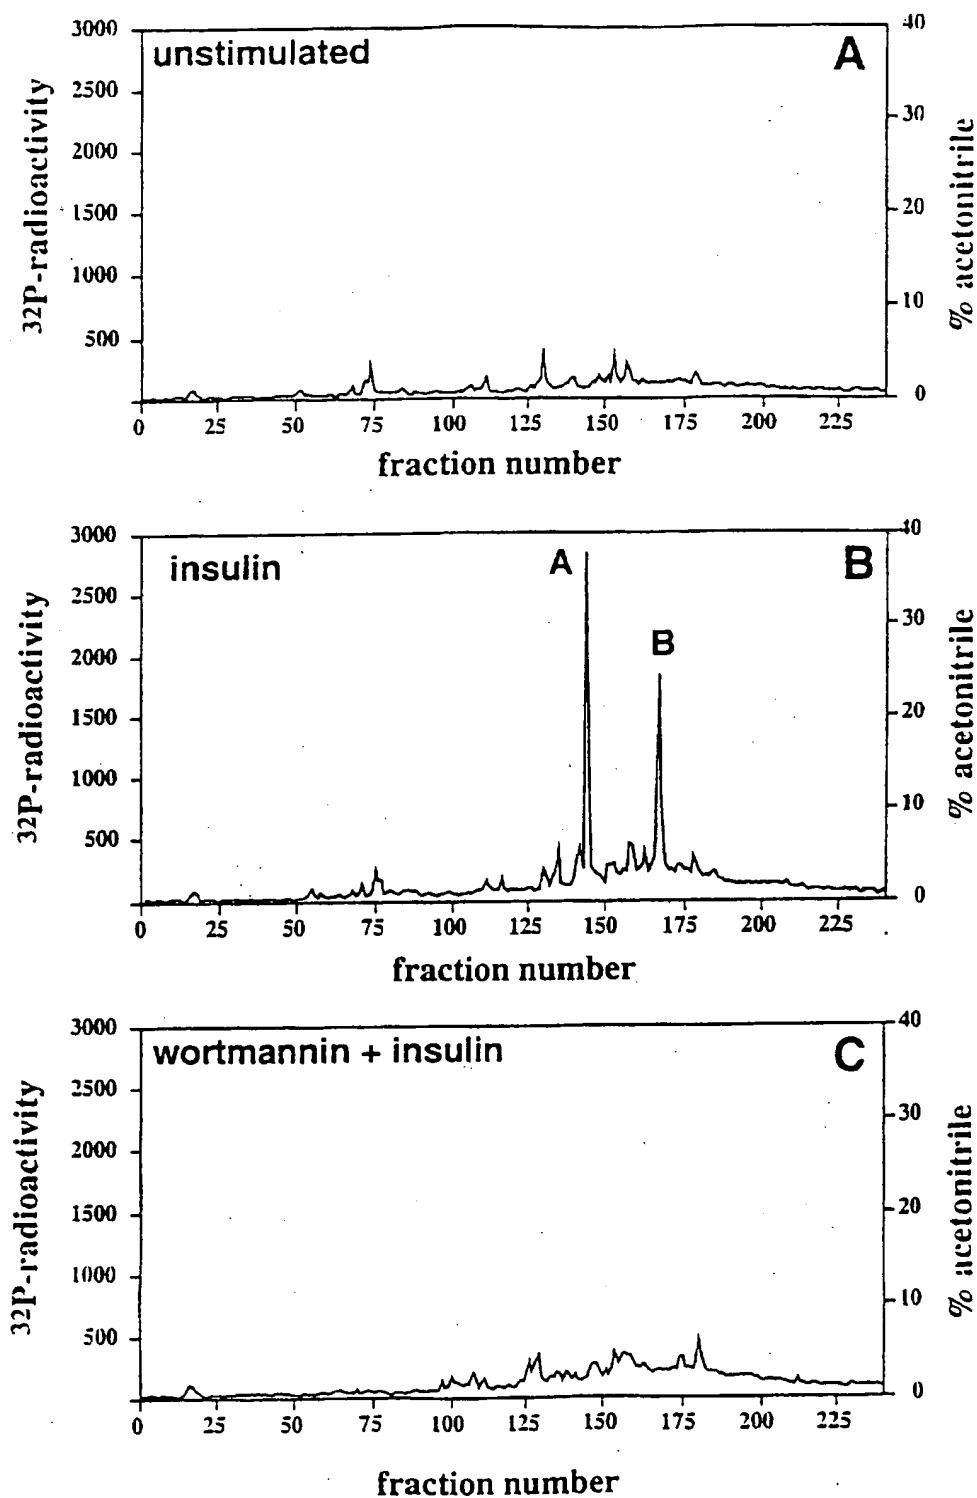 unstimulated
A
3000
2500
2000
1500
1000
500
40
30
20
10
0
32P-radioactivity
% acetonitrile
0 25 50 75 100 125 150 175 200 225
fraction number
insulin
A
B
B
3000
2500
2000
1500
1000
500
40
30
20
10
0
32P-radioactivity
% acetonitrile
0 25 50 75 100 125 150 175 200 225
fraction number
wortmannin + insulin
C
3000
2500
2000
1500
1000
500
40
30
20
10
0
32P-radioactivity
% acetonitrile
0 25 50 75 100 125 150 175 200 225
fraction number